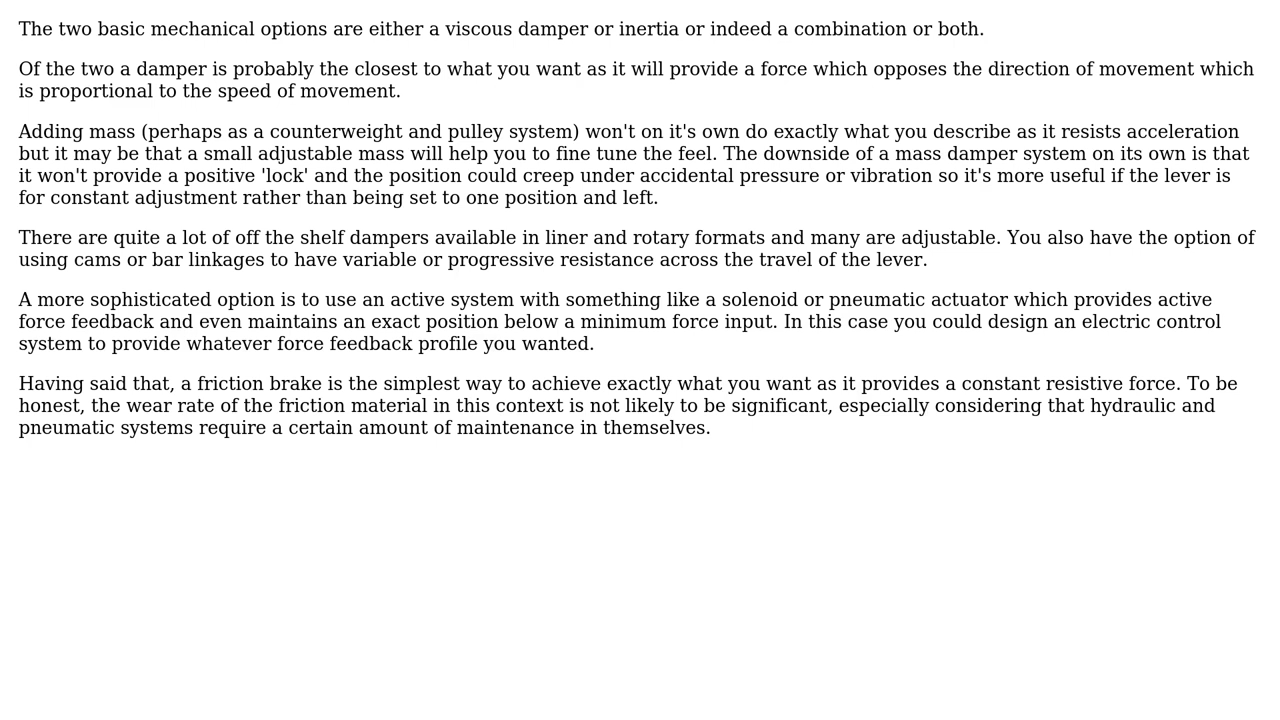 The two basic mechanical options are either a viscous damper or inertia or indeed a combination or both.
Of the two a damper is probably the closest to what you want as it will provide a force which opposes the direction of movement which
is proportional to the speed of movement.
Adding mass (perhaps as a counterweight and pulley system) won't on it's own do exactly what you describe as it resists acceleration
but it may be that a small adjustable mass will help you to fine tune the feel. The downside of a mass damper system on its own is that
it won't provide a positive 'lock' and the position could creep under accidental pressure or vibration so it's more useful if the lever is
for constant adjustment rather than being set to one position and left.
There are quite a lot of off the shelf dampers available in liner and rotary formats and many are adjustable. You also have the option of
using cams or bar linkages to have variable or progressive resistance across the travel of the lever.
A more sophisticated option is to use an active system with something like a solenoid or pneumatic actuator which provides active
force feedback and even maintains an exact position below a minimum force input. In this case you could design an electric control
system to provide whatever force feedback profile you wanted.
Having said that, a friction brake is the simplest way to achieve exactly what you want as it provides a constant resistive force. To be
honest, the wear rate of the friction material in this context is not likely to be significant, especially considering that hydraulic and
pneumatic systems require a certain amount of maintenance in themselves.